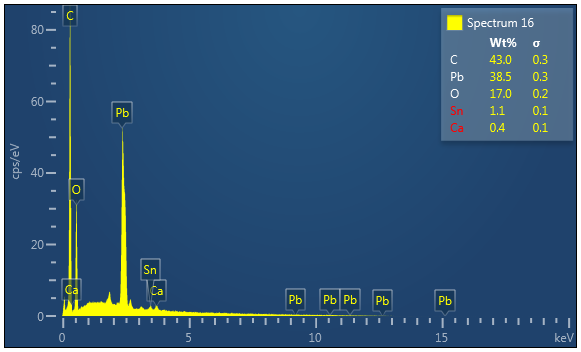 Spectrum 16
Wt% σ
C 43.0 0.3
Pb 38.5 0.3
O 17.0 0.2
Sn 1.1 0.1
Ca 0.4 0.1
C
80
60
Pb
cps/eV
40
O
20
Sn
Ca
Ca
Pb
Pb
Pb
Pb
Pb
0
0
5
10
15
keV